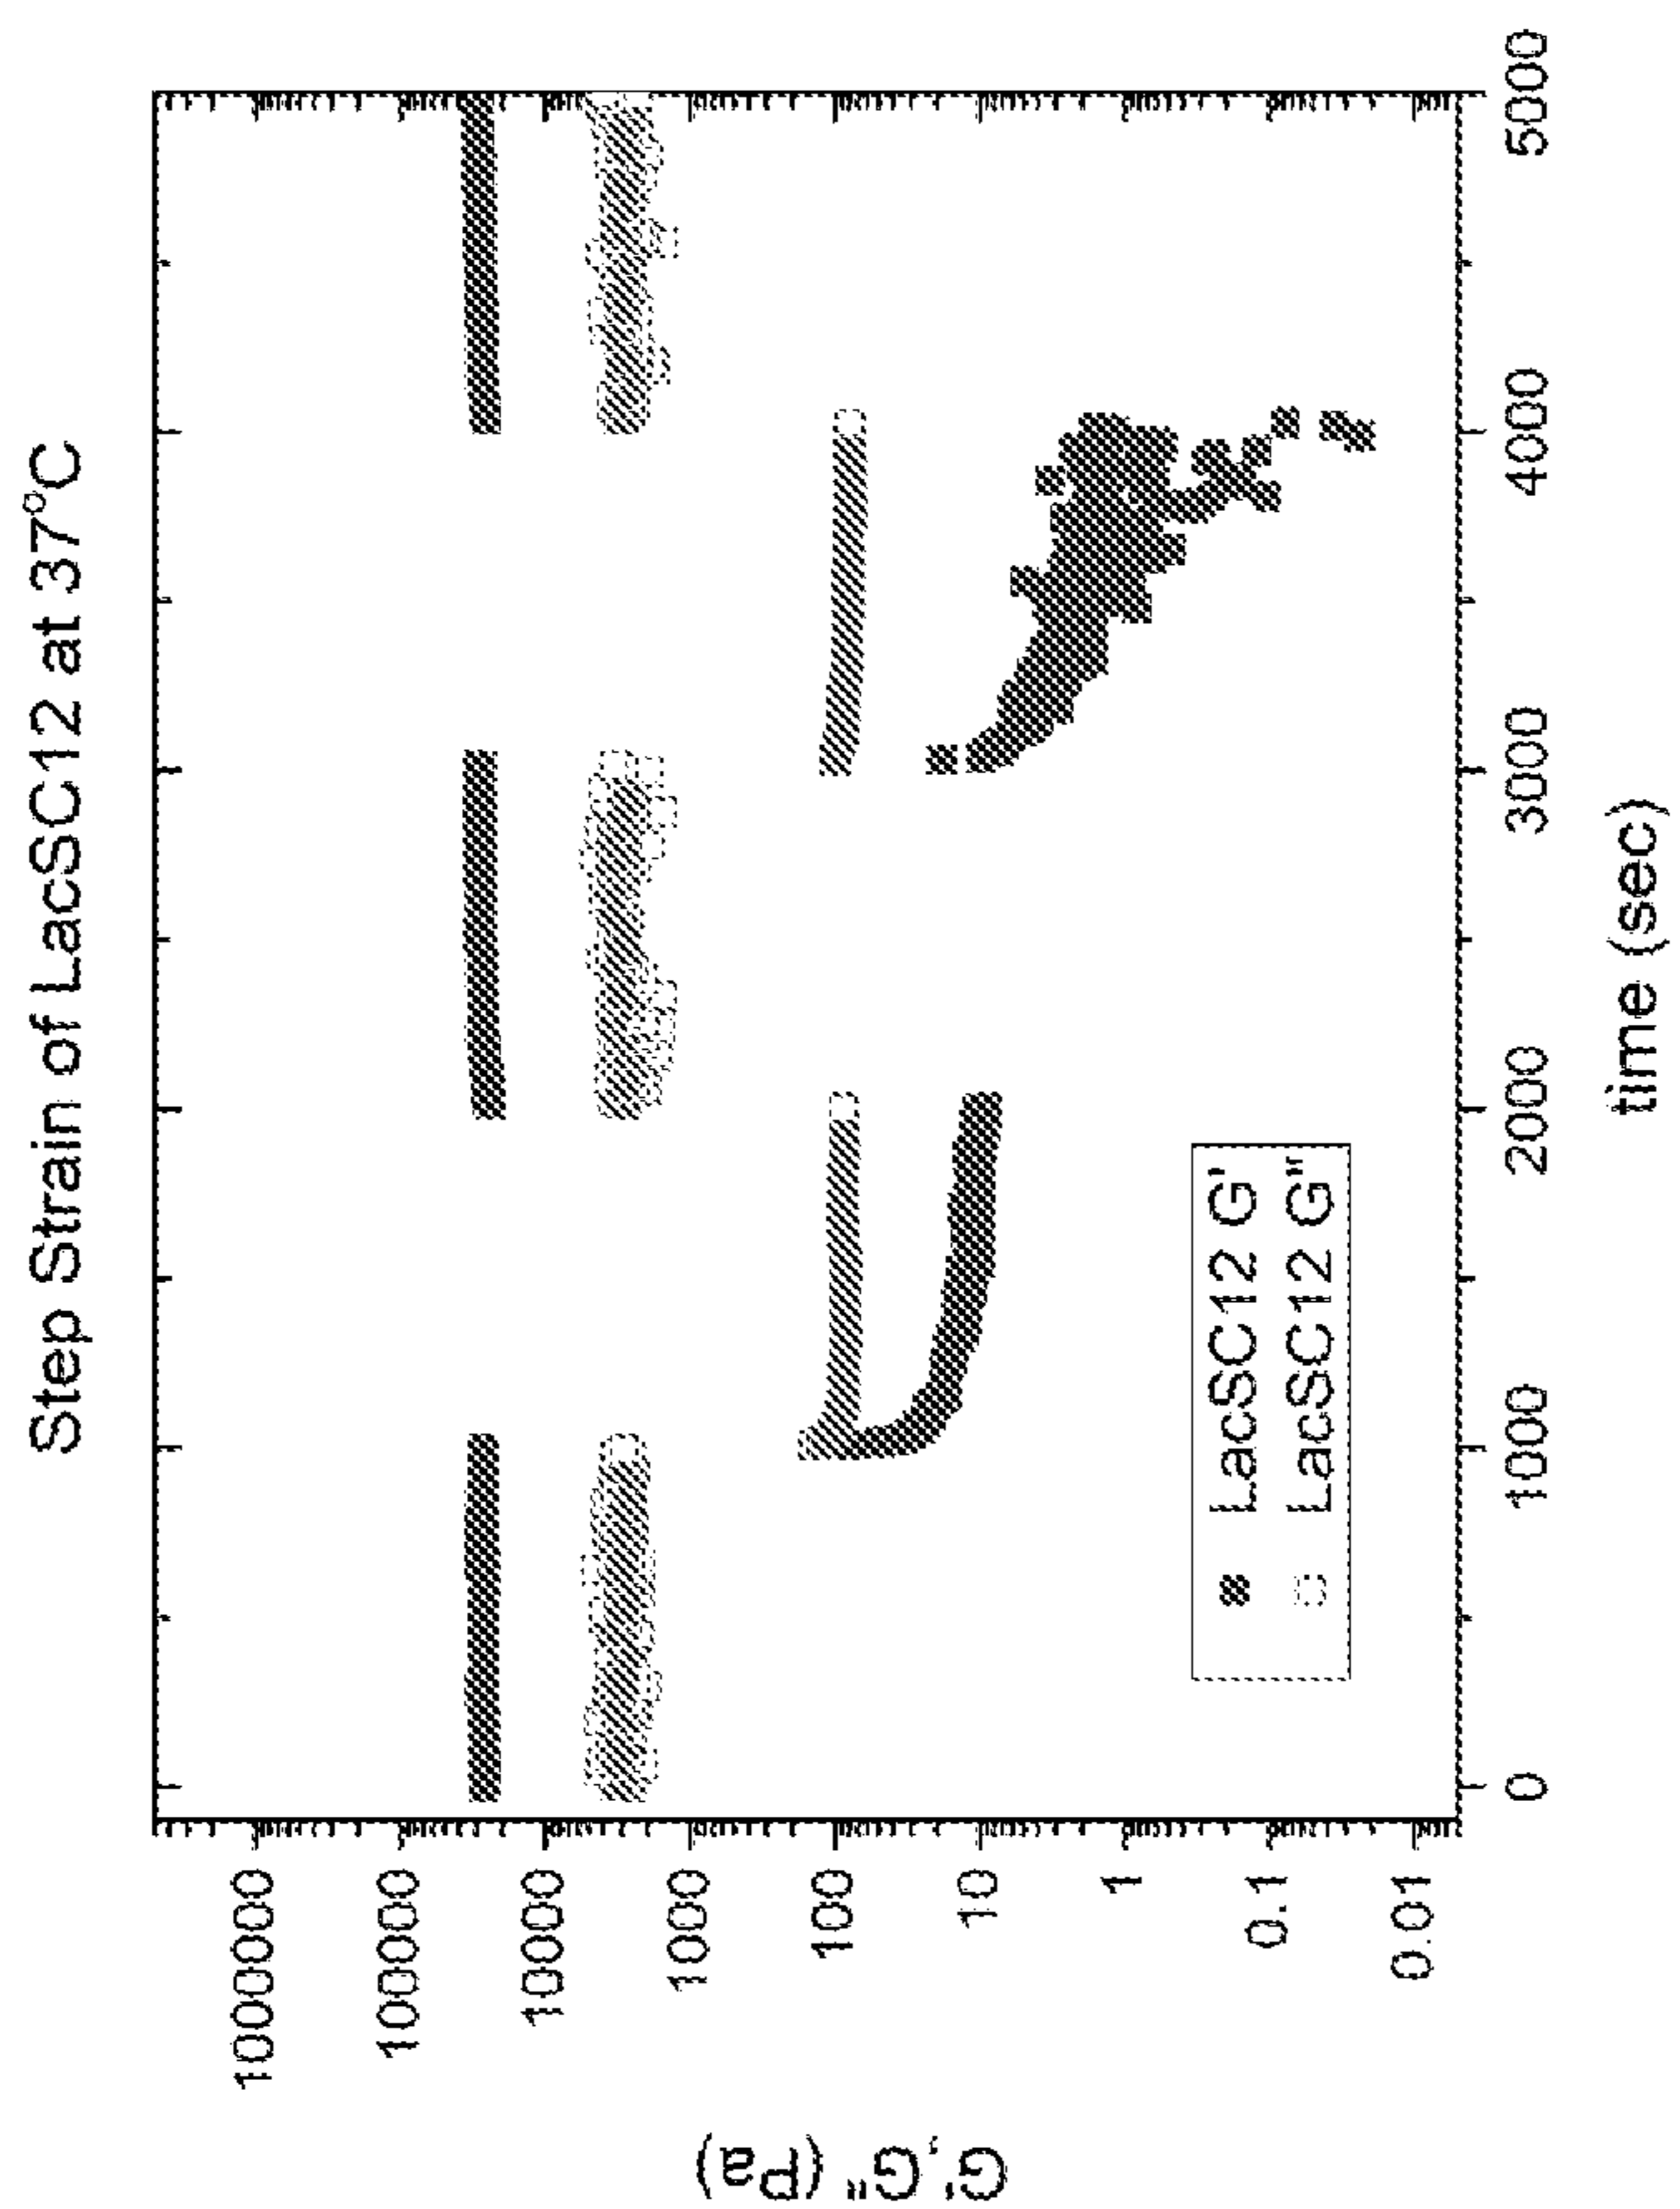 Step Strain of LacSC12 at 37°C
G',G" (Pa)
1000000
100000
10000
1000
100
10
1
0.1
0.01
LacSC12 G'
LacSC12 G"
0 1000 2000 3000 4000 5000
time (sec)